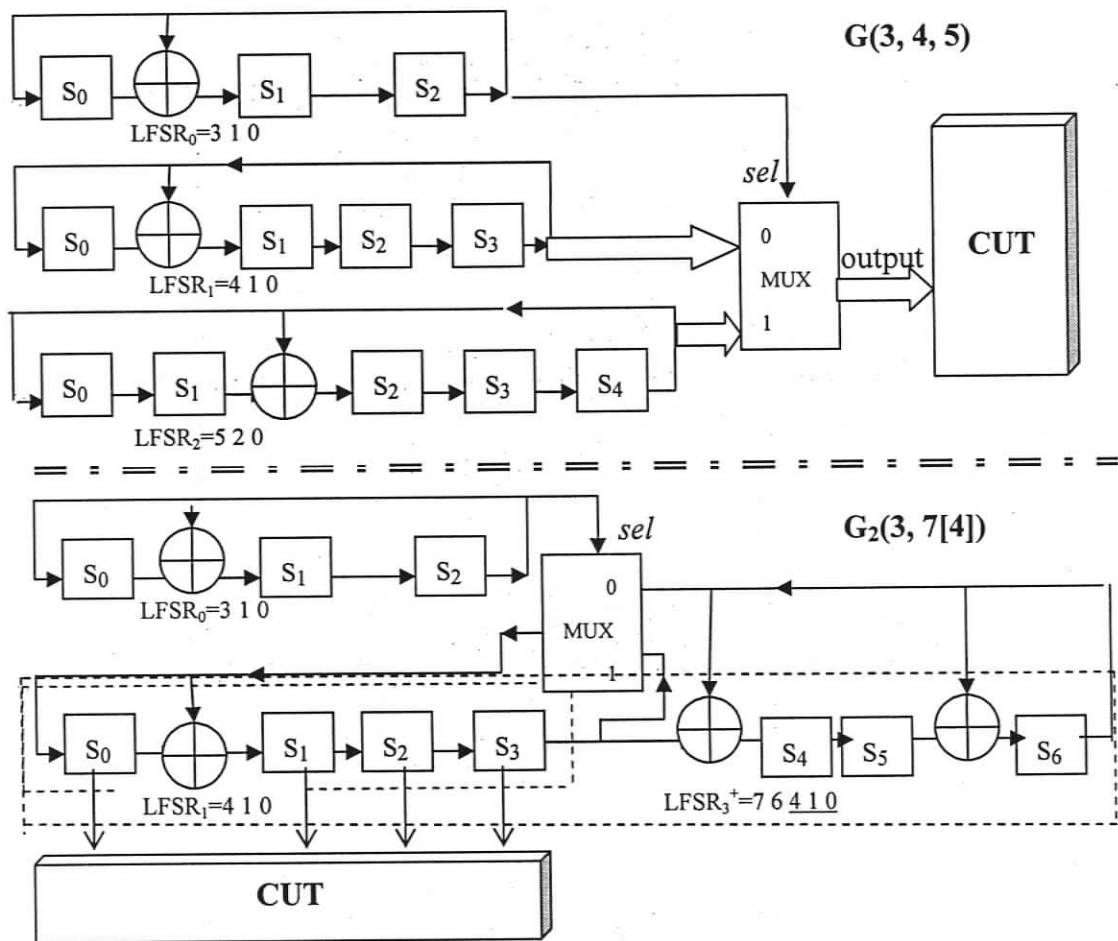 G(3, 4, 5)
S₀ S₁ S₂
LFSR₀=3 1 0
sel
S₀ S₁ S₂ S₃
LFSR₁=4 1 0
0
MUX
1
output
CUT
S₀ S₁ S₂ S₃ S₄
LFSR₂=5 2 0
G₂(3, 7[4])
sel
S₀ S₁ S₂
LFSR₀=3 1 0
0
MUX
1
S₀ S₁ S₂ S₃ S₄ S₅ S₆
LFSR₁=4 1 0
LFSR₃⁺=7 6 4 1 0
CUT